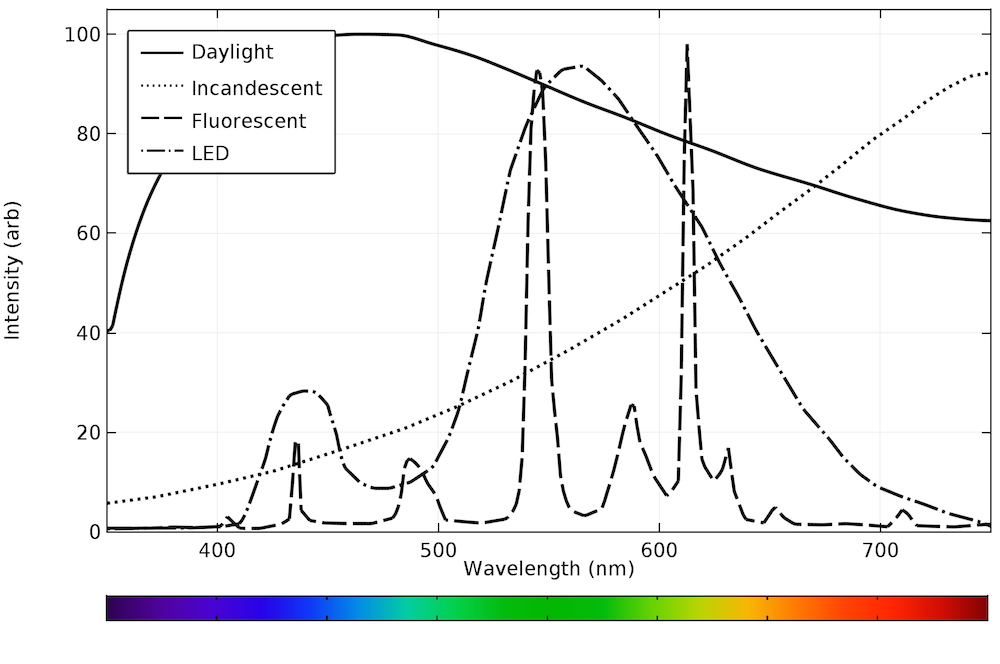 100
80
60
40
20
0
Intensity (arb)
Daylight
Incandescent
Fluorescent
LED
400 500 600 700
Wavelength (nm)